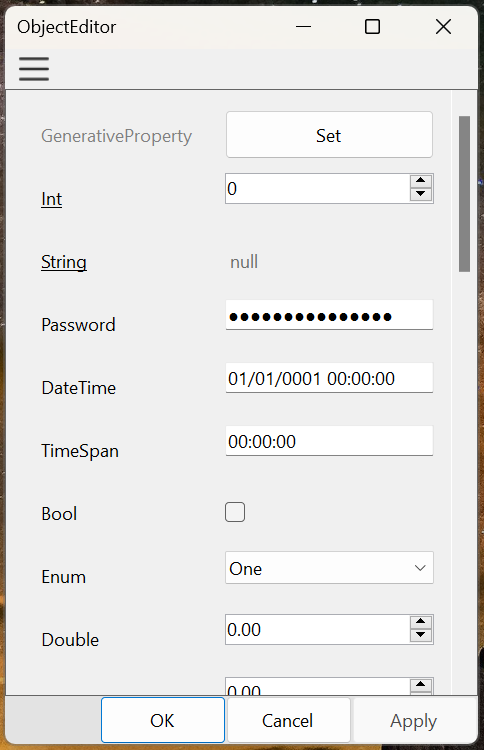 ObjectEditor
GenerativeProperty Set
Int 0
String null
Password ●●●●●●●●●●●●●●●
DateTime 01/01/0001 00:00:00
TimeSpan 00:00:00
Bool
Enum One
Double 0.00
0.00
OK Cancel Apply